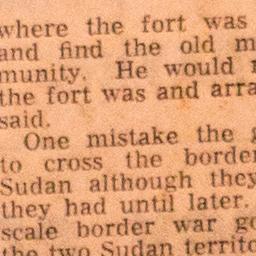 where the fort was
and find the old m
munity. He would
the fort was and arra
said.
One mistake the
to cross the border
Sudan although they
they had until later.
scale border war go
the two Sudan territo